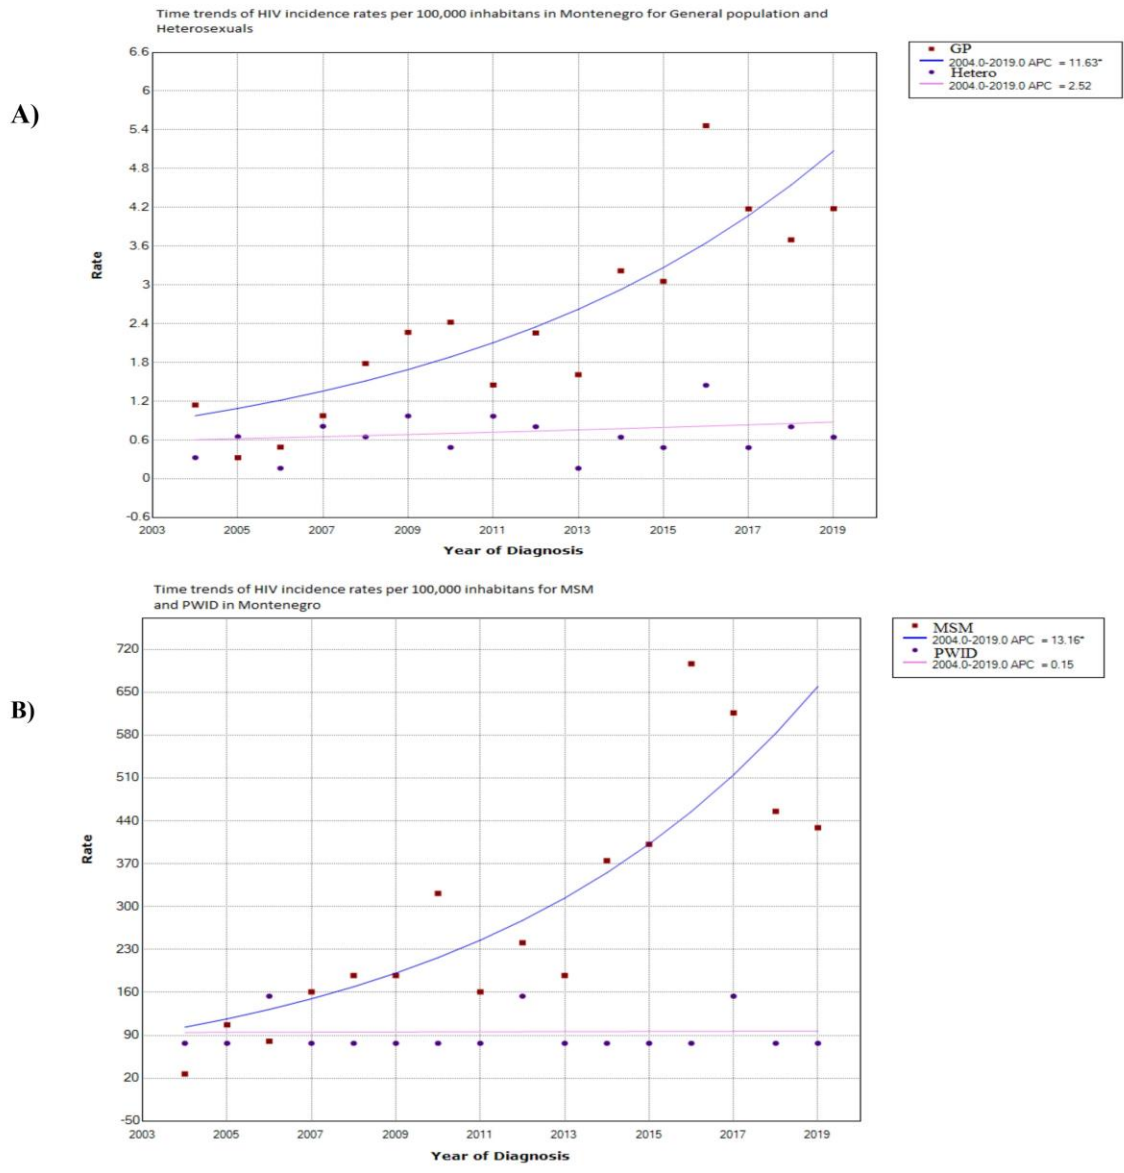 Time trends of HIV incidence rates per 100,000 inhabitans in Montenegro for General population and
Heterosexuals
A)
6.6
6
5.4
4.8
4.2
3.6
3
2.4
1.8
1.2
0.6
0
-0.6
Rate
2003 2005 2007 2009 2011 2013 2015 2017 2019
Year of Diagnosis
GP
2004.0-2019.0 APC = 11.63*
Hetero
2004.0-2019.0 APC = 2.52
Time trends of HIV incidence rates per 100,000 inhabitans for MSM
and PWID in Montenegro
B)
720
650
580
510
440
370
300
230
160
90
20
-50
Rate
2003 2005 2007 2009 2011 2013 2015 2017 2019
Year of Diagnosis
MSM
2004.0-2019.0 APC = 13.16*
PWID
2004.0-2019.0 APC = 0.15